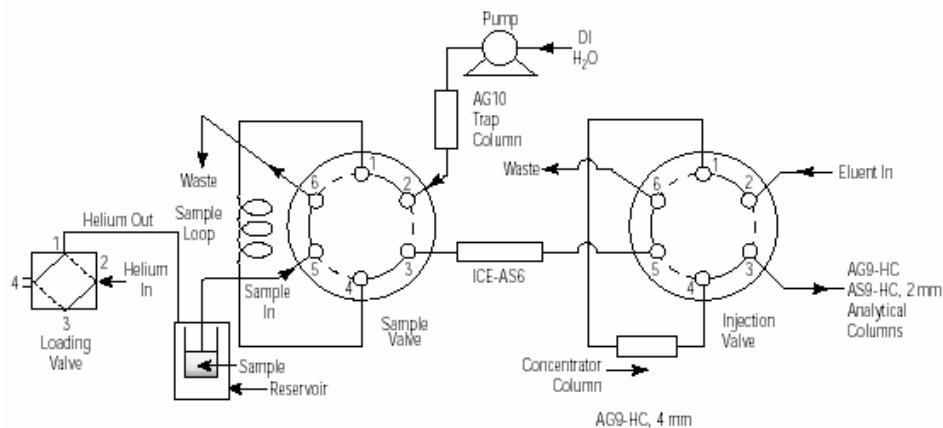 Pump
DI
H₂O
AG10
Trap
Column
Waste
Sample
Loop
1
2
3
4
5
6
Sample
Valve
Helium Out
1
2
3
4
Helium
In
Loading
Valve
Sample
In
Sample
Reservoir
ICE-AS6
Waste
1
2
3
4
5
6
Eluent In
AG9-HC
AS9-HC, 2 mm
Analytical
Columns
Injection
Valve
Concentrator
Column
AG9-HC, 4 mm